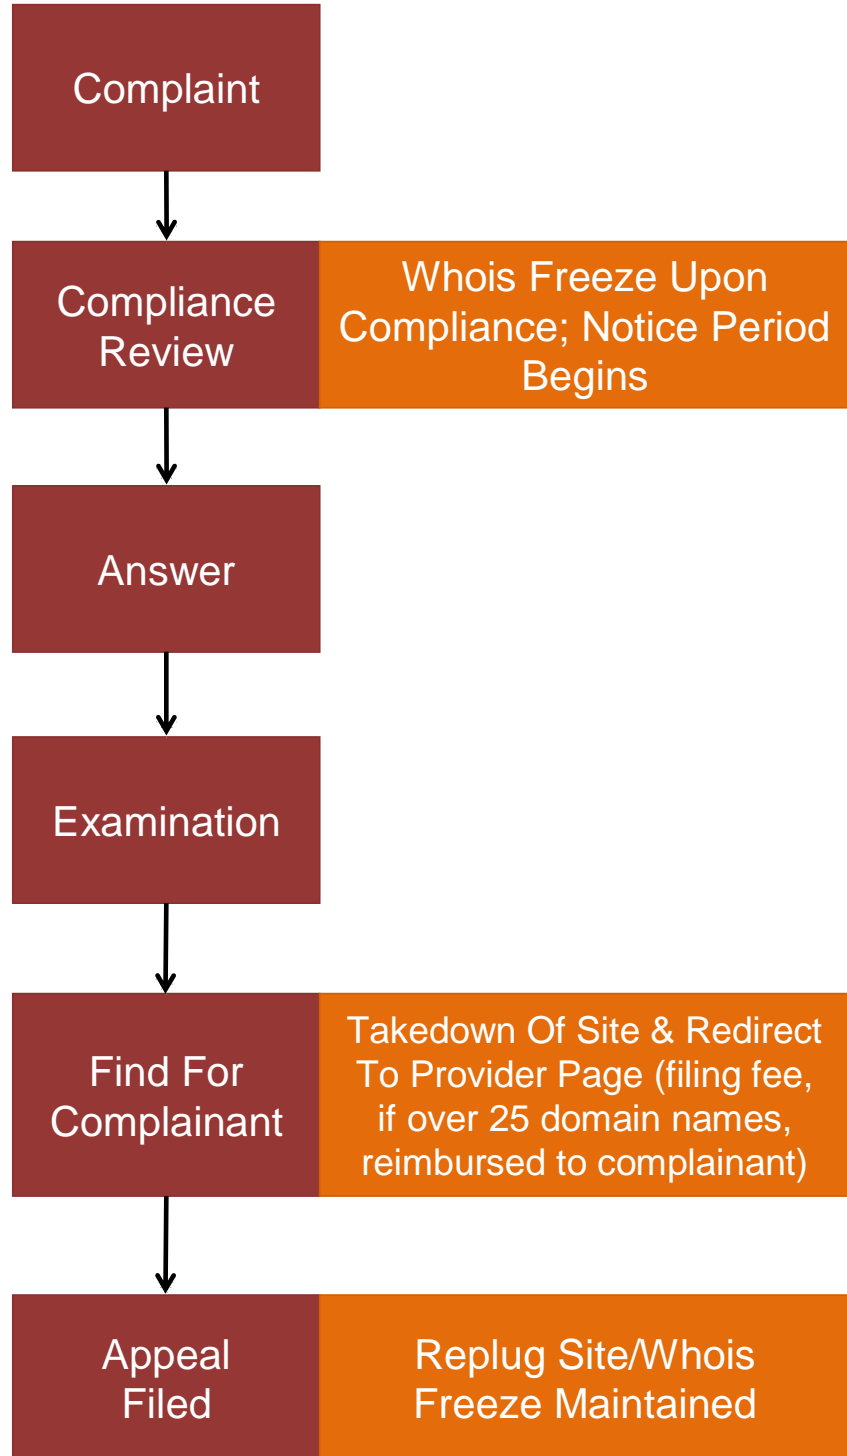 Complaint
Compliance
Review
Whois Freeze Upon
Compliance; Notice Period
Begins
Answer
Examination
Find For
Complainant
Takedown Of Site & Redirect
To Provider Page (filing fee,
if over 25 domain names,
reimbursed to complainant)
Appeal
Filed
Replug Site/Whois
Freeze Maintained